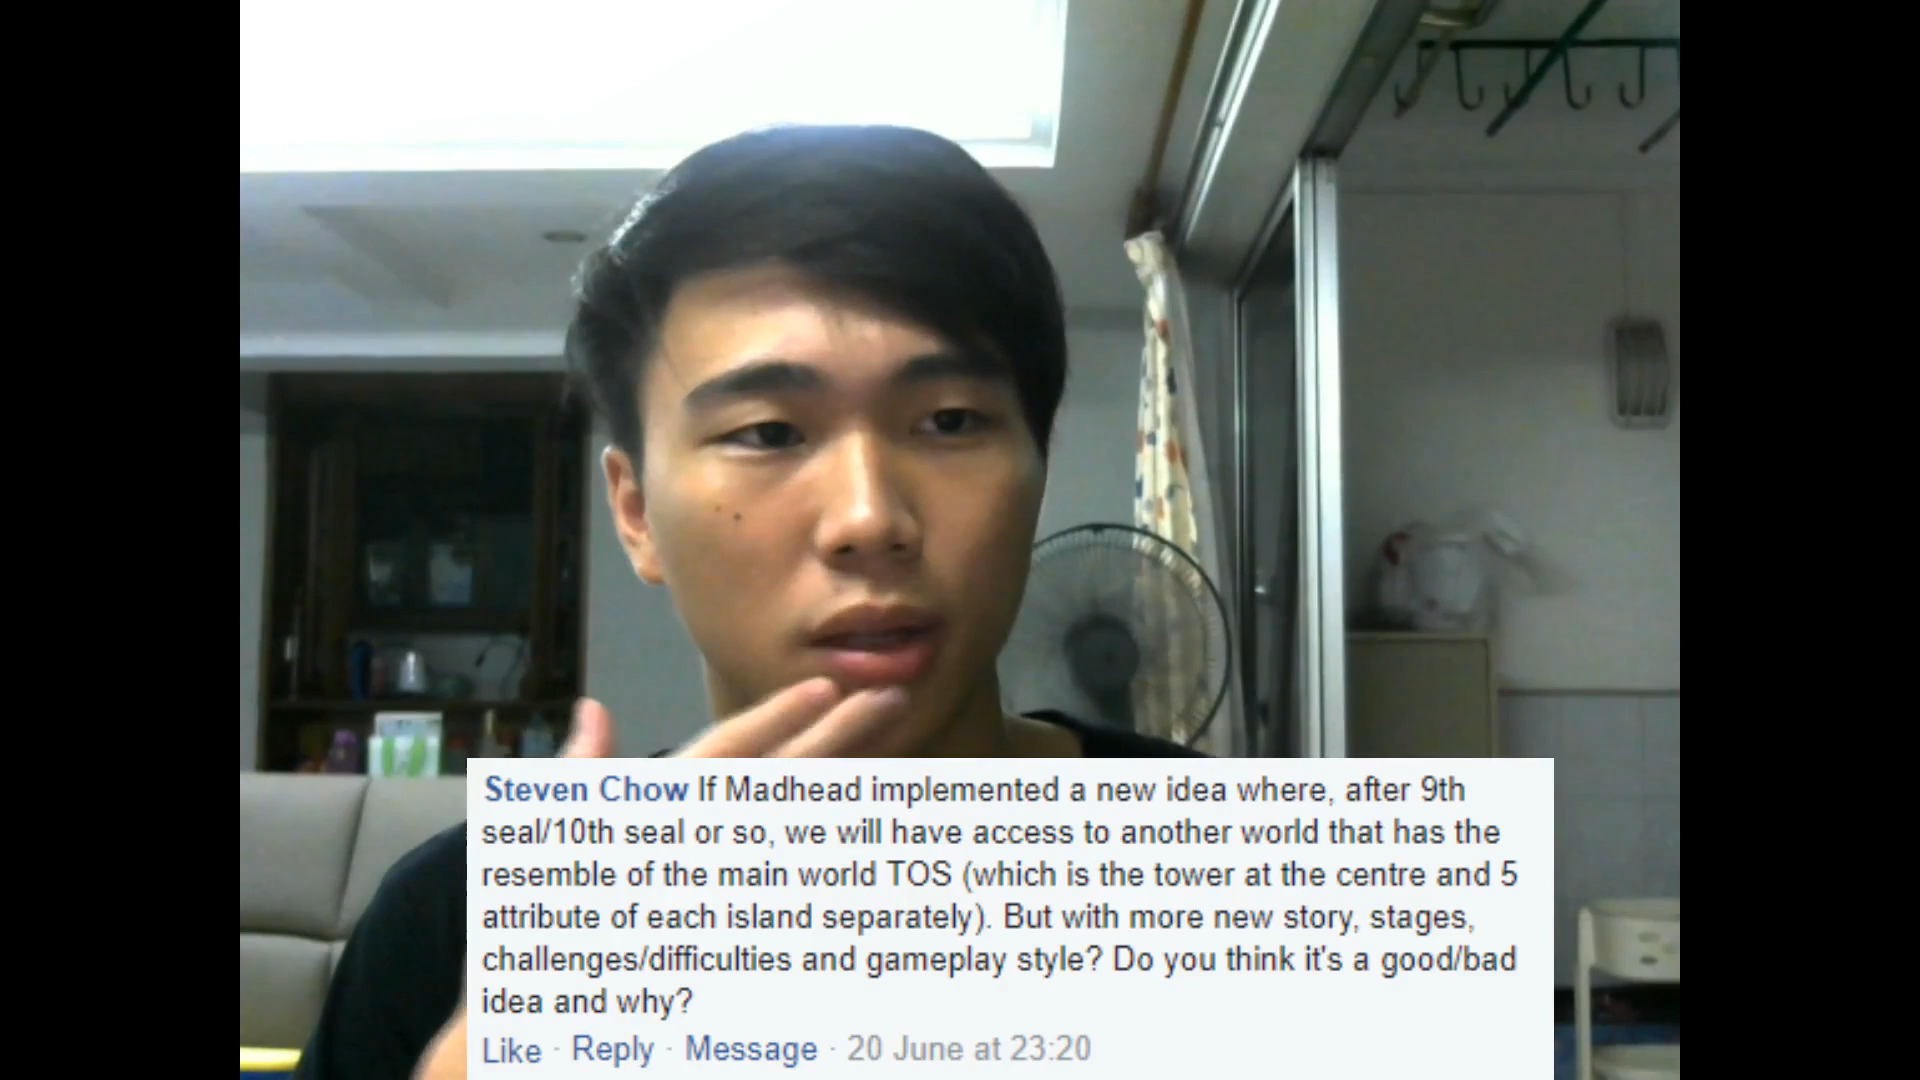 Steven Chow If Madhead implemented a new idea where, after 9th
seal/10th seal or so, we will have access to another world that has the
resemble of the main world TOS (which is the tower at the centre and 5
attribute of each island separately). But with more new story, stages,
challenges/difficulties and gameplay style? Do you think it's a good/bad
idea and why?
Like · Reply · Message · 20 June at 23:20